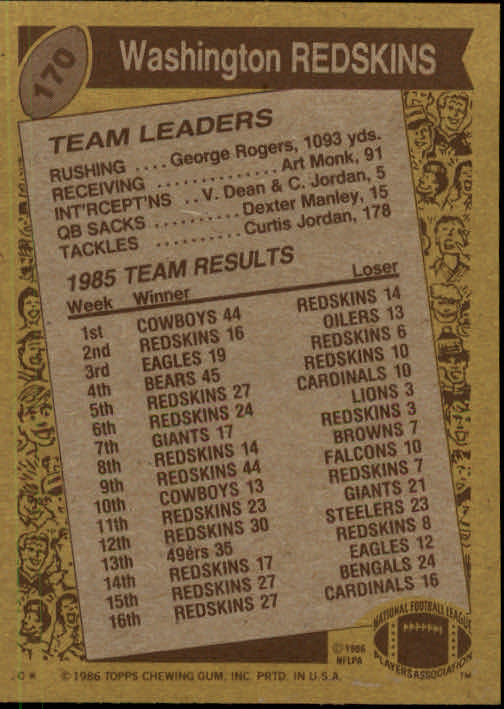 170
Washington REDSKINS
TEAM LEADERS
RUSHING .... George Rogers, 1093 yds.
RECEIVING .............. Art Monk, 91
INT'RCEPT'NS .. V. Dean & C. Jordan, 5
QB SACKS .......... Dexter Manley, 15
TACKLES .......... Curtis Jordan, 178
1985 TEAM RESULTS
Week Winner Loser
1st COWBOYS 44 REDSKINS 14
2nd REDSKINS 16 OILERS 13
3rd EAGLES 19 REDSKINS 6
4th BEARS 45 REDSKINS 10
5th REDSKINS 27 CARDINALS 10
6th REDSKINS 24 LIONS 3
7th GIANTS 17 REDSKINS 3
8th REDSKINS 14 BROWNS 7
9th REDSKINS 44 FALCONS 10
10th COWBOYS 13 REDSKINS 7
11th REDSKINS 23 GIANTS 21
12th REDSKINS 30 STEELERS 23
13th 49érs 35 REDSKINS 8
14th REDSKINS 17 EAGLES 12
15th REDSKINS 27 BENGALS 24
16th REDSKINS 27 CARDINALS 16
© 1986
NFLPA
NATIONAL FOOTBALL LEAGUE
PLAYERS ASSOCIATION
TM
© 1986 TOPPS CHEWING GUM, INC. PRTD. IN U.S.A.